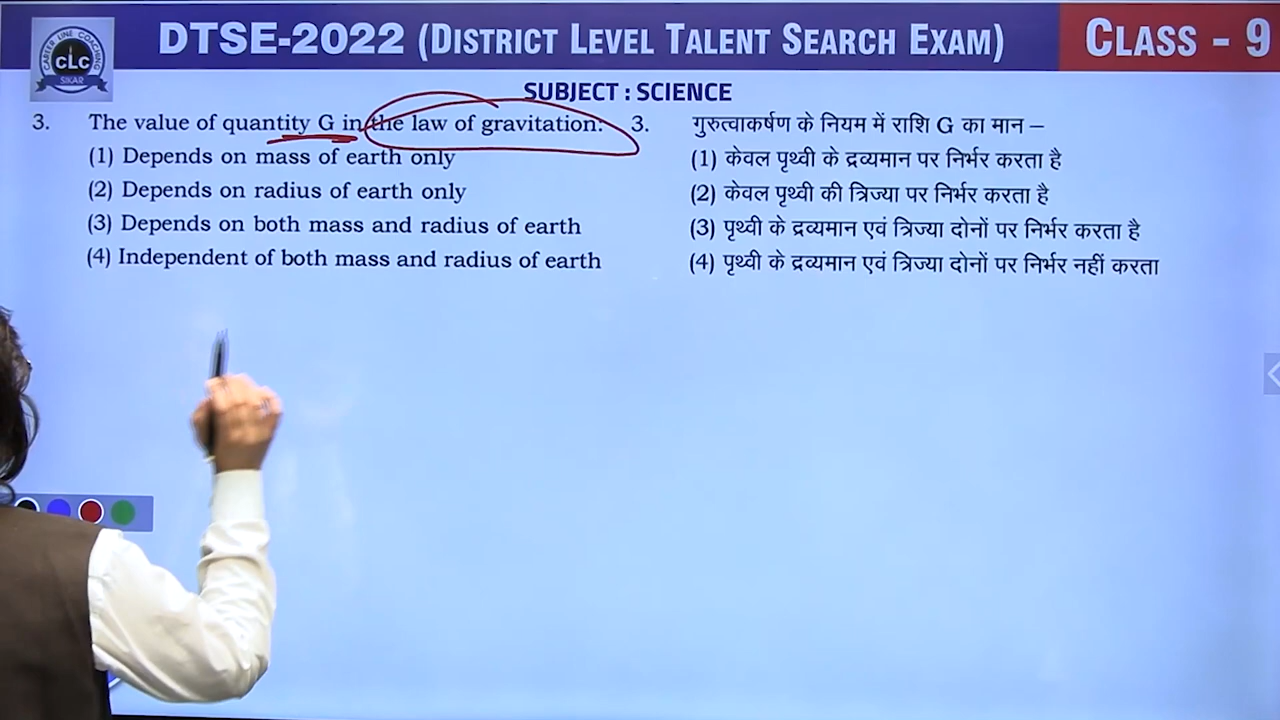 DTSE-2022 (DISTRICT LEVEL TALENT SEARCH EXAM)
CLASS - 9
CAREER LINE COACHING
CLC
SIKAR
SUBJECT : SCIENCE
3. The value of quantity G in the law of gravitation:
(1) Depends on mass of earth only
(2) Depends on radius of earth only
(3) Depends on both mass and radius of earth
(4) Independent of both mass and radius of earth
3. गुरुत्वाकर्षण के नियम में राशि G का मान –
(1) केवल पृथ्वी के द्रव्यमान पर निर्भर करता है
(2) केवल पृथ्वी की त्रिज्या पर निर्भर करता है
(3) पृथ्वी के द्रव्यमान एवं त्रिज्या दोनों पर निर्भर करता है
(4) पृथ्वी के द्रव्यमान एवं त्रिज्या दोनों पर निर्भर नहीं करता